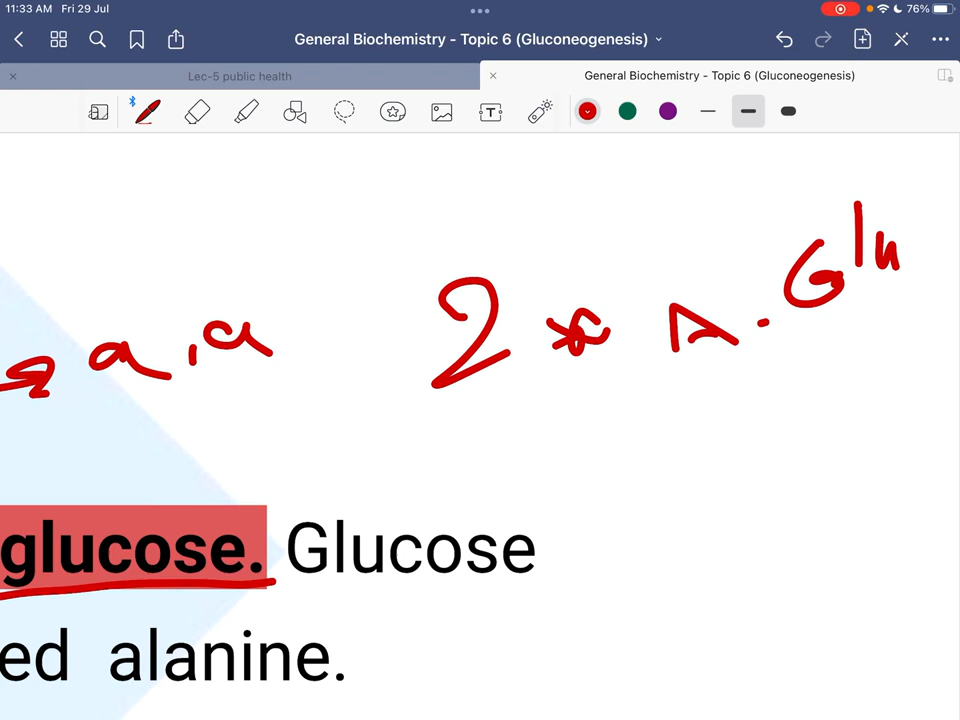 11:33 AM Fri 29 Jul 76%
General Biochemistry - Topic 6 (Gluconeogenesis)
Lec-5 public health
General Biochemistry - Topic 6 (Gluconeogenesis)
T
Glu
a.a 2 * A.
glucose. Glucose
ed alanine.